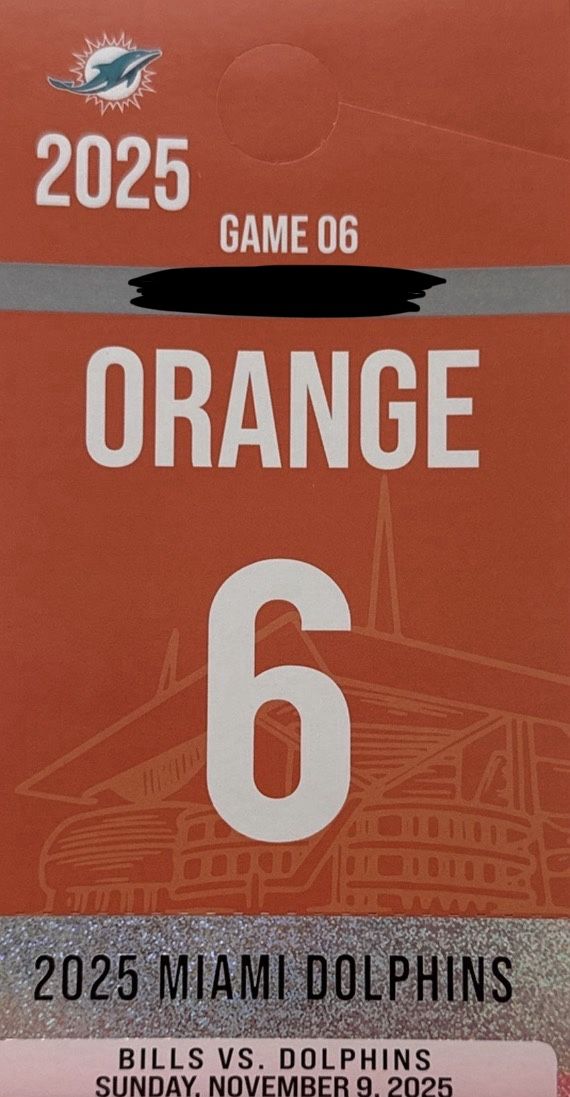 2025
GAME 06
ORANGE
6
2025 MIAMI DOLPHINS
BILLS VS. DOLPHINS
SUNDAY, NOVEMBER 9, 2025